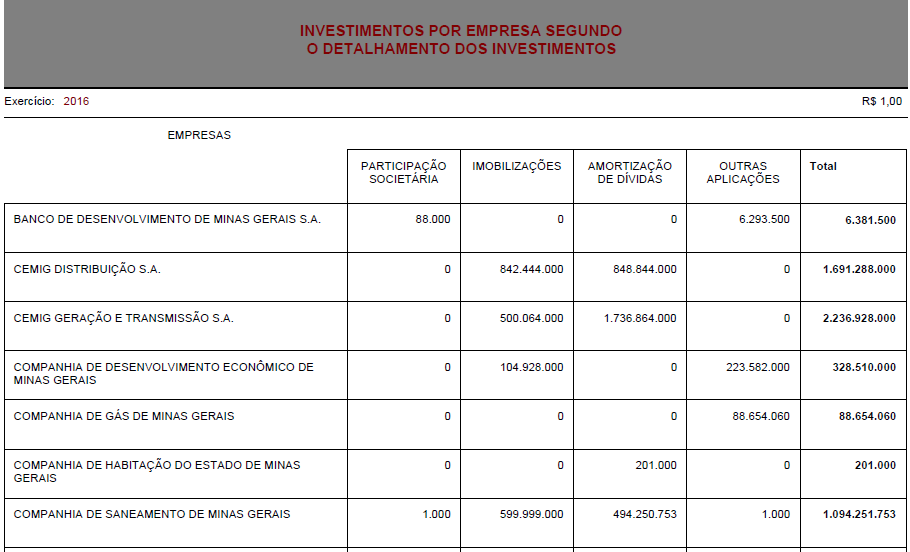 INVESTIMENTOS POR EMPRESA SEGUNDO
O DETALHAMENTO DOS INVESTIMENTOS
Exercício: 2016 R$ 1,00
EMPRESAS
PARTICIPAÇÃO SOCIETÁRIA IMOBILIZAÇÕES AMORTIZAÇÃO DE DÍVIDAS OUTRAS APLICAÇÕES Total
BANCO DE DESENVOLVIMENTO DE MINAS GERAIS S.A. 88.000 0 0 6.293.500 6.381.500
CEMIG DISTRIBUIÇÃO S.A. 0 842.444.000 848.844.000 0 1.691.288.000
CEMIG GERAÇÃO E TRANSMISSÃO S.A. 0 500.064.000 1.736.864.000 0 2.236.928.000
COMPANHIA DE DESENVOLVIMENTO ECONÔMICO DE MINAS GERAIS 0 104.928.000 0 223.582.000 328.510.000
COMPANHIA DE GÁS DE MINAS GERAIS 0 0 0 88.654.060 88.654.060
COMPANHIA DE HABITAÇÃO DO ESTADO DE MINAS GERAIS 0 0 201.000 0 201.000
COMPANHIA DE SANEAMENTO DE MINAS GERAIS 1.000 599.999.000 494.250.753 1.000 1.094.251.753